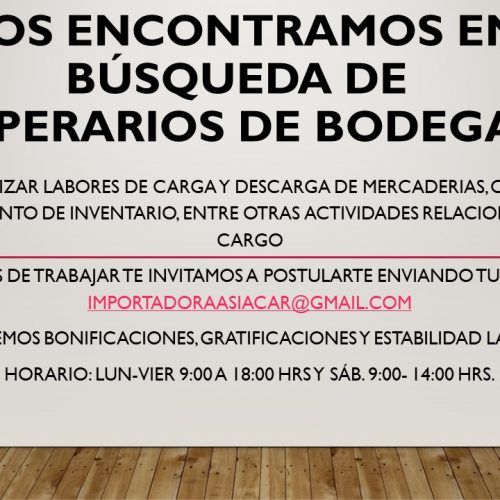 OS ENCONTRAMOS EN
BÚSQUEDA DE
PERARIOS DE BODEGA
IZAR LABORES DE CARGA Y DESCARGA DE MERCADERIAS, C
NTO DE INVENTARIO, ENTRE OTRAS ACTIVIDADES RELACIO
CARGO
S DE TRABAJAR TE INVITAMOS A POSTULARTE ENVIANDO TU
IMPORTADORAASIACAR@GMAIL.COM
EMOS BONIFICACIONES, GRATIFICACIONES Y ESTABILIDAD LA
HORARIO: LUN-VIER 9:00 A 18:00 HRS Y SÁB. 9:00- 14:00 HRS.